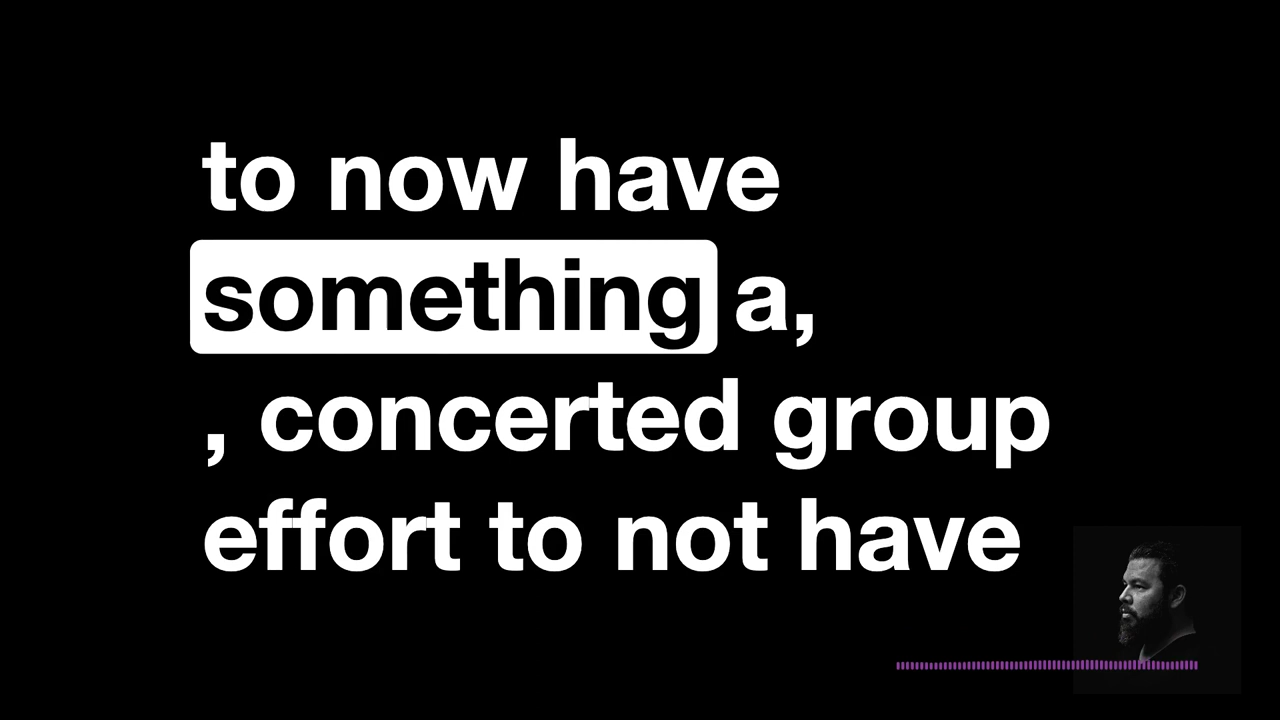 to now have
something a,
, concerted group
effort to not have